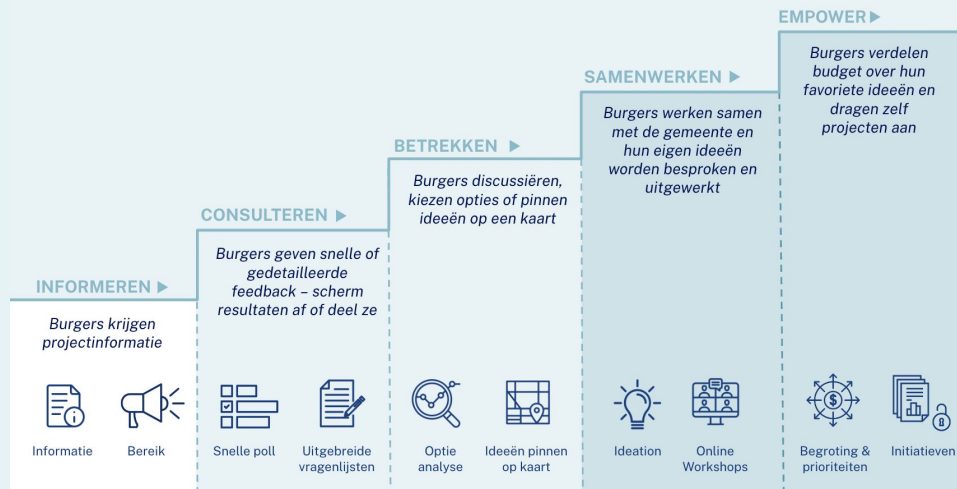 INFORMEREN ▶
Burgers krijgen
projectinformatie
Informatie
Bereik
CONSULTEREN ▶
Burgers geven snelle of
gedetailleerde
feedback – scherm
resultaten af of deel ze
Snelle poll
Uitgebreide
vragenlijsten
BETREKKEN ▶
Burgers discussiëren,
kiezen opties of pinnen
ideeën op een kaart
Optie
analyse
Ideeën pinnen
op kaart
SAMENWERKEN ▶
Burgers werken samen
met de gemeente en
hun eigen ideeën
worden besproken en
uitgewerkt
Ideation
Online
Workshops
EMPOWER ▶
Burgers verdelen
budget over hun
favoriete ideeën en
dragen zelf
projecten aan
$
Begroting &
prioriteiten
Initiatieven